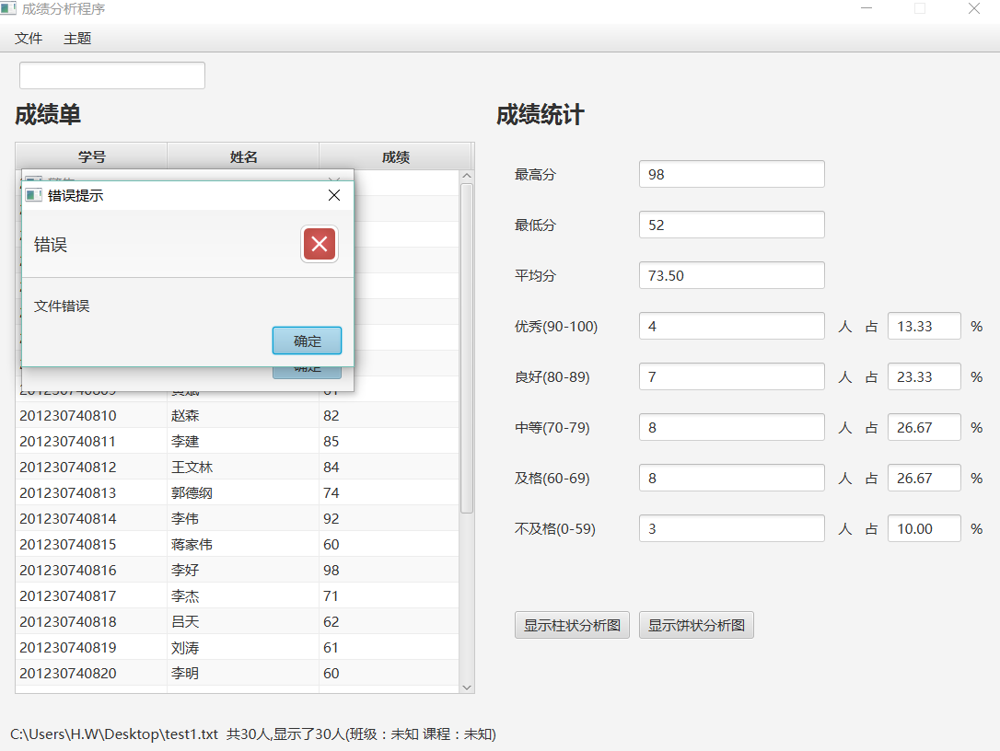 成绩分析程序
文件 主题
成绩单
成绩统计
学号 姓名 成绩
错误提示
错误
文件错误
确定
确定
201230740809 黄斌 61
201230740810 赵森 82
201230740811 李建 85
201230740812 王文林 84
201230740813 郭德纲 74
201230740814 李伟 92
201230740815 蒋家伟 60
201230740816 李好 98
201230740817 李杰 71
201230740818 吕天 62
201230740819 刘涛 61
201230740820 李明 60
最高分 98
最低分 52
平均分 73.50
优秀(90-100) 4 人 占 13.33 %
良好(80-89) 7 人 占 23.33 %
中等(70-79) 8 人 占 26.67 %
及格(60-69) 8 人 占 26.67 %
不及格(0-59) 3 人 占 10.00 %
显示柱状分析图 显示饼状分析图
C:\Users\H.W\Desktop\test1.txt 共30人,显示了30人(班级：未知 课程：未知)